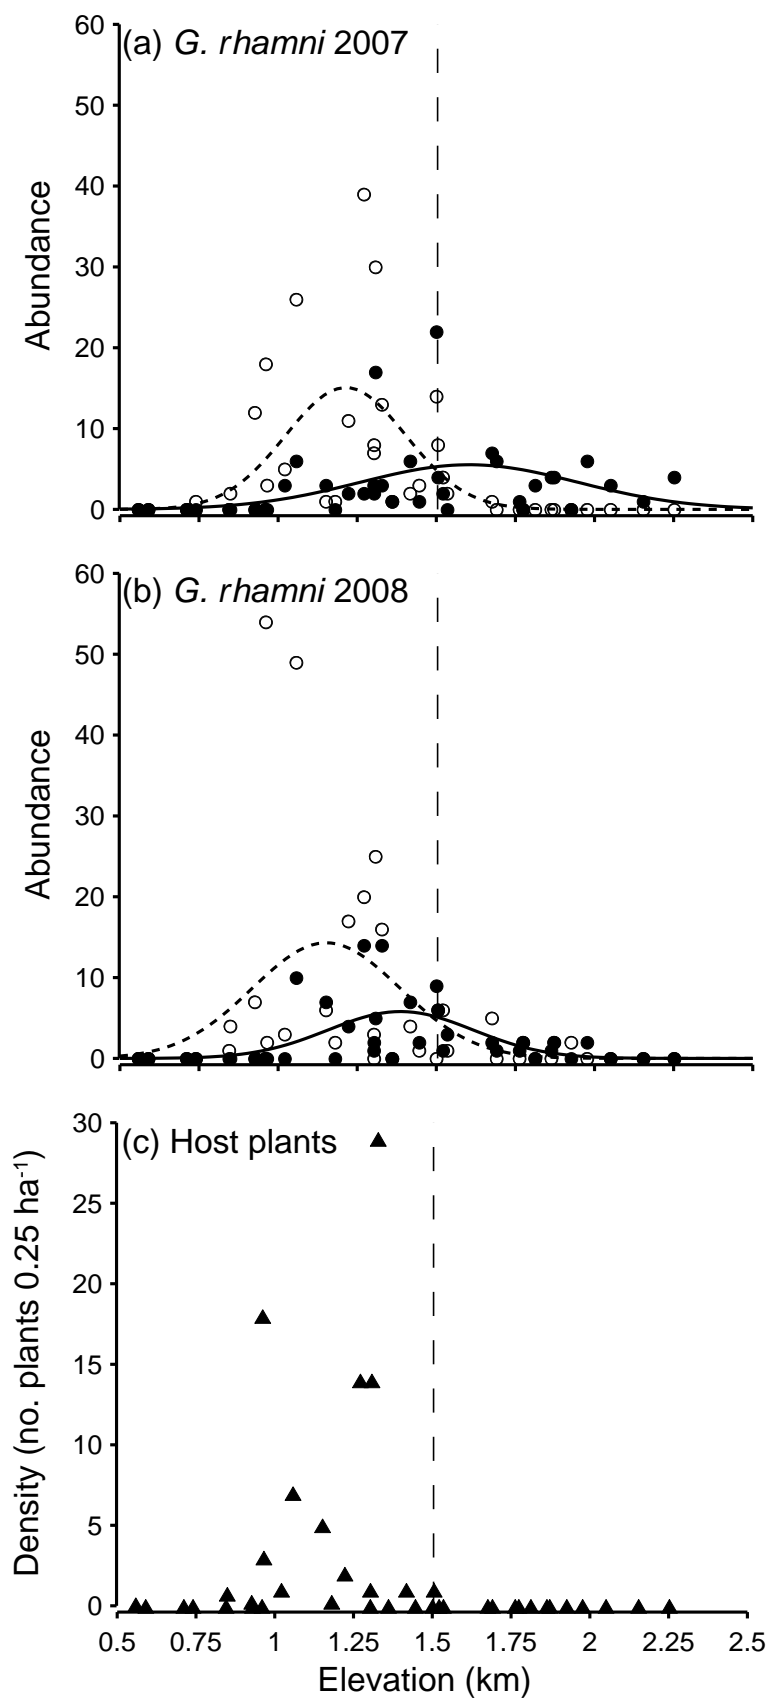 (a) G. rhamni 2007
60
50
40
30
20
10
0
Abundance
(b) G. rhamni 2008
60
50
40
30
20
10
0
Abundance
(c) Host plants
30
25
20
15
10
5
0
Density (no. plants 0.25 ha⁻¹)
0.5 0.75 1 1.25 1.5 1.75 2 2.25 2.5
Elevation (km)